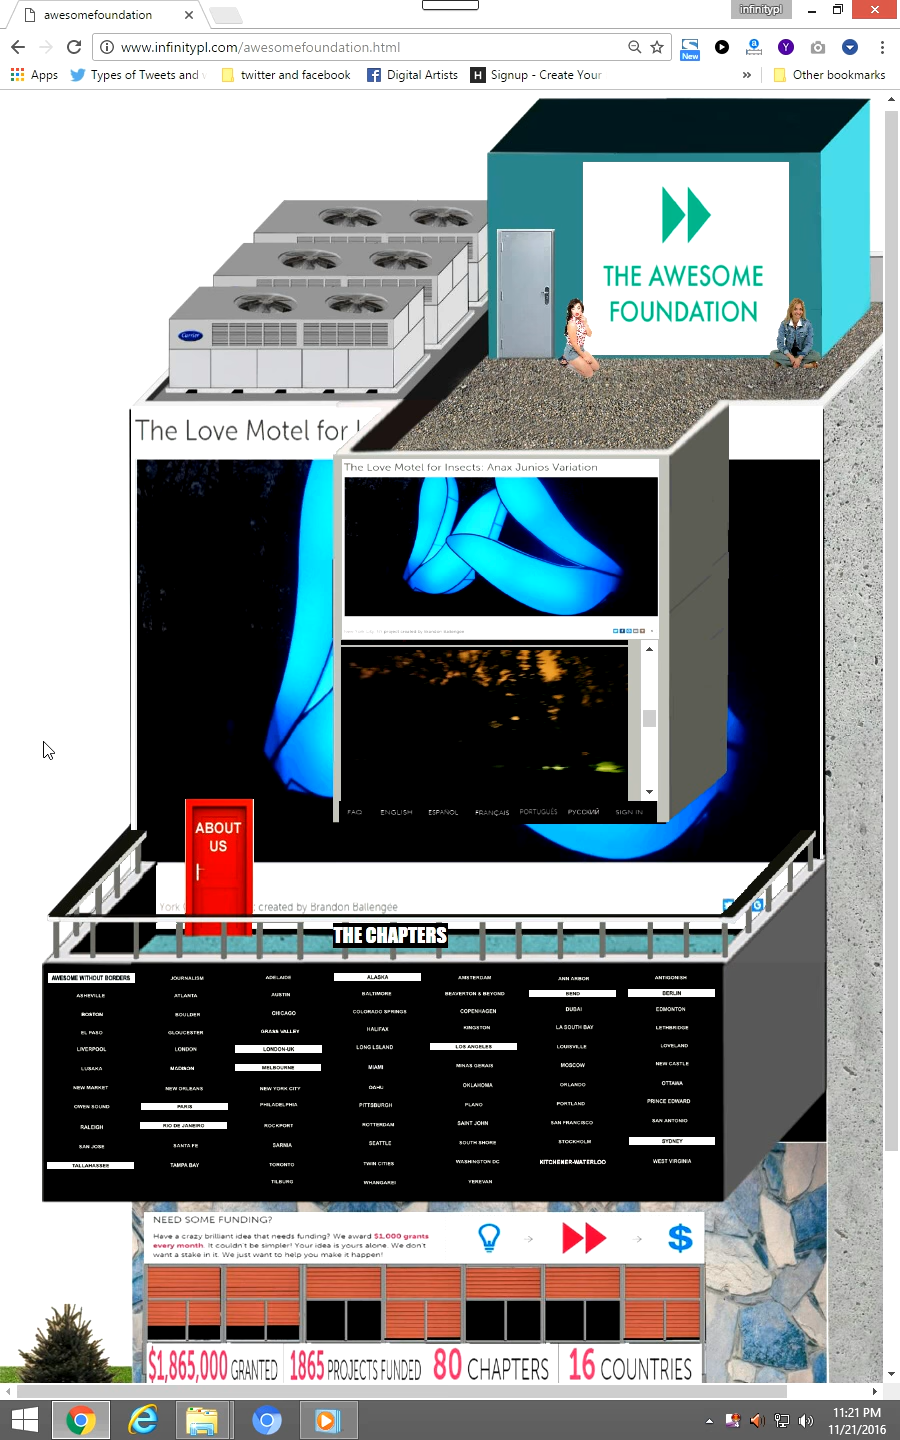 awesomefoundation
infinitypl
www.infinitypl.com/awesomefoundation.html
New
Apps
Types of Tweets and
twitter and facebook
Digital Artists
Signup - Create Your
»
Other bookmarks
Carrier
THE AWESOME
FOUNDATION
The Love Motel for I
The Love Motel for Insects: Anax Junios Variation
project created by Brandon Ballengee
FAQ ENGLISH ESPAÑOL FRANÇAIS PORTUGUÊS РУССКИЙ SIGN IN
ABOUT
US
York created by Brandon Ballengee
THE CHAPTERS
AWESOME WITHOUT BORDERS JOURNALISM ADELAIDE ALASKA AMSTERDAM ANN ARBOR ANTIGONISH
ASHEVILLE ATLANTA AUSTIN BALTIMORE BEAVERTON & BEYOND BEND BERLIN
BOSTON BOULDER CHICAGO COLORADO SPRINGS COPENHAGEN DUBAI EDMONTON
EL PASO GLOUCESTER GRASS VALLEY HALIFAX KINGSTON LA SOUTH BAY LETHBRIDGE
LIVERPOOL LONDON LONDON-UK LONG LSLAND LOS ANGELES LOUISVILLE LOVELAND
LUSAKA MADISON MELBOURNE MIAMI MINAS GERAIS MOSCOW NEW CASTLE
NEW MARKET NEW ORLEANS NEW YORK CITY OAHU OKLAHOMA ORLANDO OTTAWA
OWEN SOUND PARIS PHILADELPHIA PITTSBURGH PLANO PORTLAND PRINCE EDWARD
RALEIGH RIO DE JANEIRO ROCKPORT ROTTERDAM SAINT JOHN SAN FRANCISCO SAN ANTONIO
SAN JOSE SANTA FE SARNIA SEATTLE SOUTH SHORE STOCKHOLM SYDNEY
TALLAHASSEE TAMPA BAY TORONTO TWIN CITIES WASHINGTON DC KITCHENER-WATERLOO WEST VIRGINIA
TILBURG WHANGAREI YEREVAN
NEED SOME FUNDING?
Have a crazy brilliant idea that needs funding? We award $1,000 grants
every month. It couldn't be simpler! Your idea is yours alone. We don't
want a stake in it. We just want to help you make it happen!
$1,865,000 GRANTED 1865 PROJECTS FUNDED 80 CHAPTERS 16 COUNTRIES
11:21 PM
11/21/2016